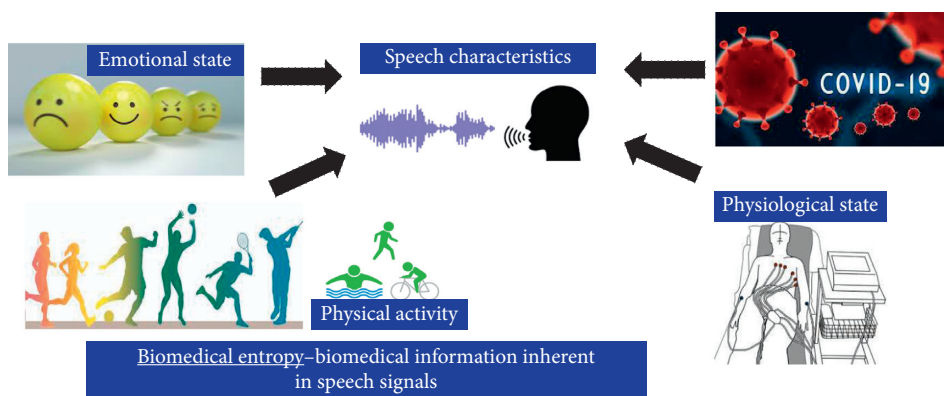 Emotional state
Speech characteristics
COVID-19
Physiological state
Physical activity
Biomedical entropy–biomedical information inherent
in speech signals